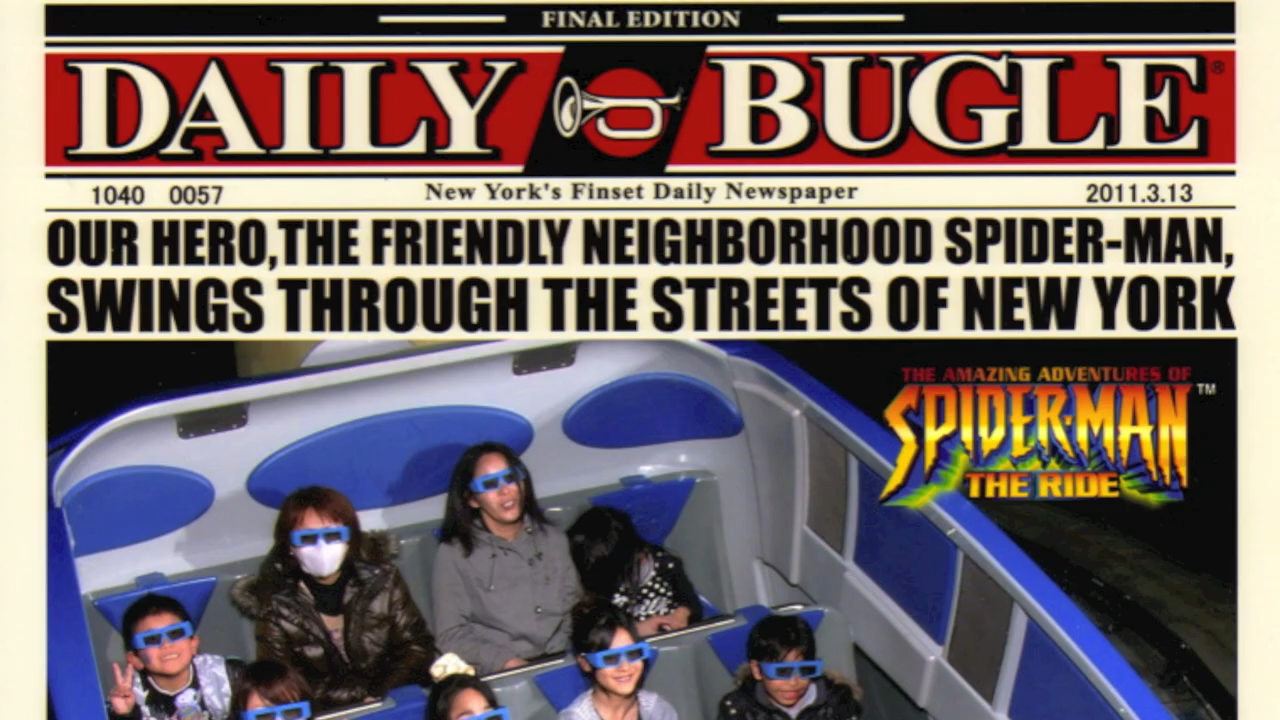 FINAL EDITION
DAILY BUGLE®
1040 0057 New York's Finset Daily Newspaper 2011.3.13
OUR HERO,THE FRIENDLY NEIGHBORHOOD SPIDER-MAN,
SWINGS THROUGH THE STREETS OF NEW YORK
THE AMAZING ADVENTURES OF
SPIDER-MAN™
THE RIDE